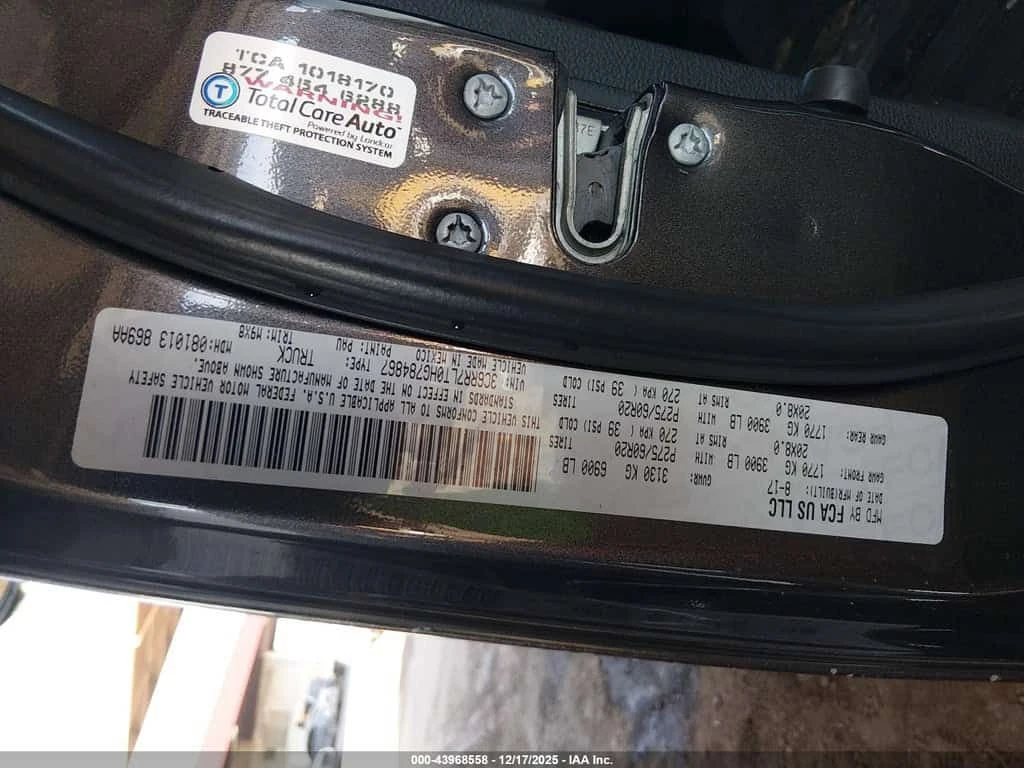 TCA 1018170
877 454 6288
WARNING!
T Total Care Auto
Powered by Landcar
TRACEABLE THEFT PROTECTION SYSTEM
MFD BY FCA US LLC
DATE OF MFR(BUILT): 8-17
GVWR: 3130 KG 6900 LB
GAWR FRONT: 1770 KG 3900 LB WITH P275/60R20 TIRES
20X8.0 RIMS AT 270 KPA ( 39 PSI) COLD
GAWR REAR: 1770 KG 3900 LB WITH P275/60R20 TIRES
20X8.0 RIMS AT 270 KPA ( 39 PSI) COLD
THIS VEHICLE CONFORMS TO ALL APPLICABLE U.S.A. FEDERAL MOTOR VEHICLE SAFETY
STANDARDS IN EFFECT ON THE DATE OF MANUFACTURE SHOWN ABOVE.
VIN: 3C6RR7LT0HG784867 TYPE: TRUCK MDH:081013 869AA
VEHICLE MADE IN MEXICO PAINT: PAU TRIM: M9X8
000-43968558 - 12/17/2025 - IAA Inc.